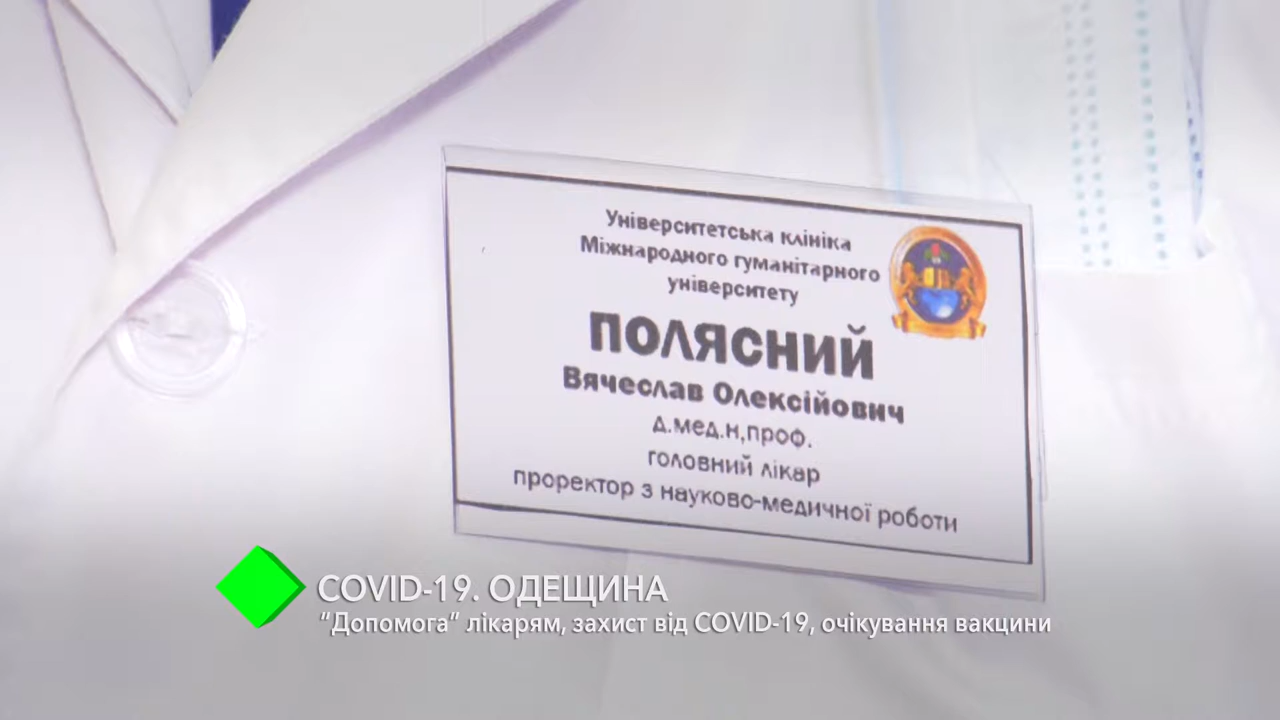 Університетська клініка
Міжнародного гуманітарного
університету
ПОЛЯСНИЙ
Вячеслав Олексійович
д.мед.н,проф.
головний лікар
проректор з науково-медичної роботи
COVID-19. ОДЕЩИНА
“Допомога” лікарям, захист від COVID-19, очікування вакцини